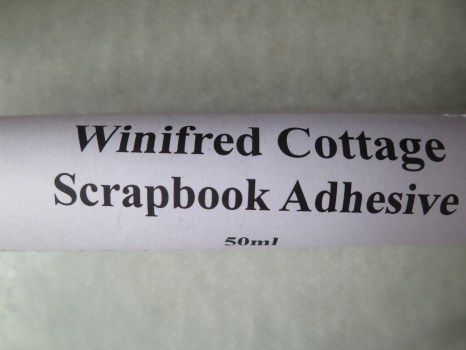 Winifred Cottage
Scrapbook Adhesive
50ml